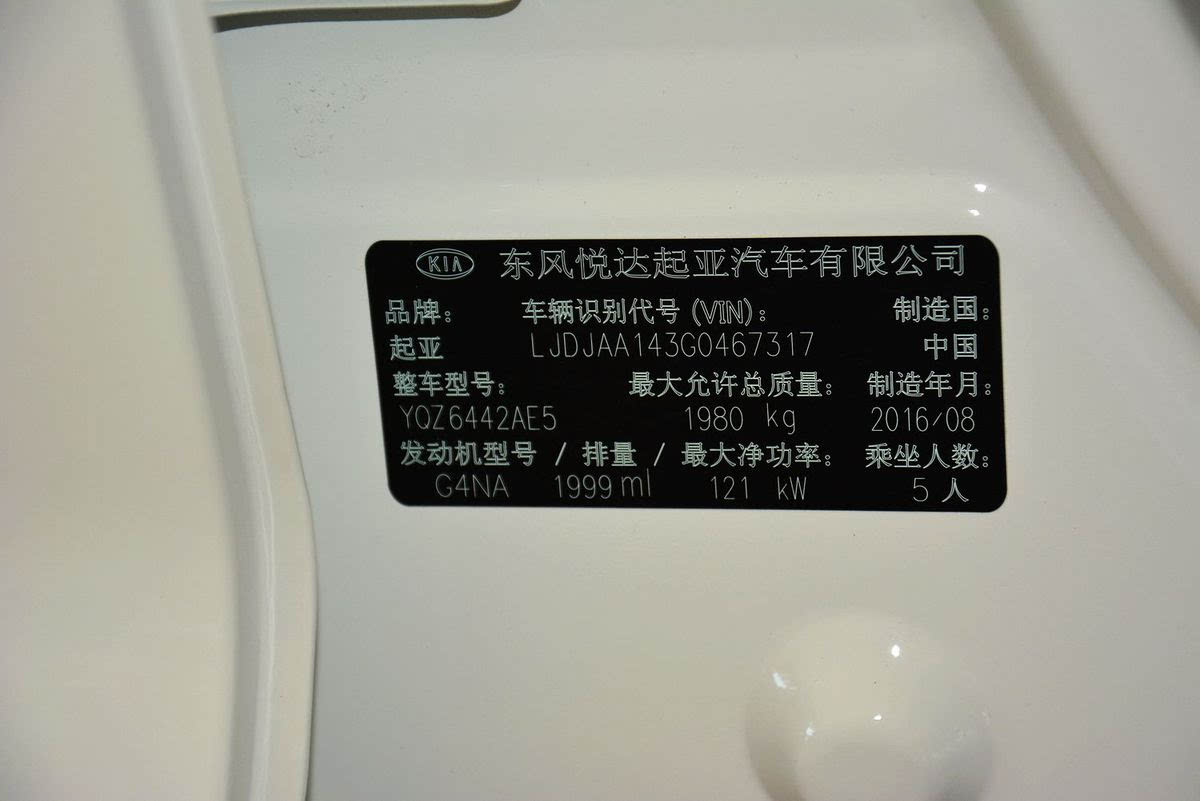 KIA 东风悦达起亚汽车有限公司
品牌: 车辆识别代号 (VIN): 制造国:
起亚 LJDJAA143G0467317 中国
整车型号: 最大允许总质量: 制造年月:
YQZ6442AE5 1980 kg 2016/08
发动机型号 / 排量 / 最大净功率: 乘坐人数:
G4NA 1999 ml 121 kW 5 人